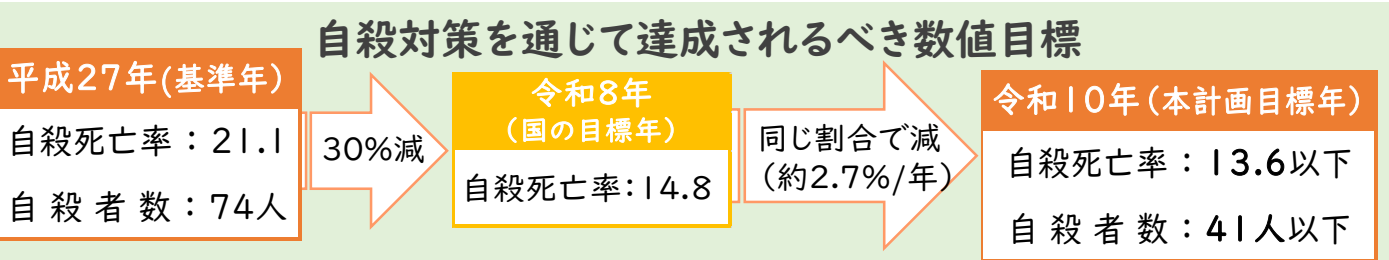 自殺対策を通じて達成されるべき数値目標
平成27年(基準年)
自殺死亡率：21.1
自殺者数：74人
30%減
令和8年
(国の目標年)
自殺死亡率:14.8
同じ割合で減
(約2.7%/年)
令和10年(本計画目標年)
自殺死亡率：13.6以下
自殺者数：41人以下